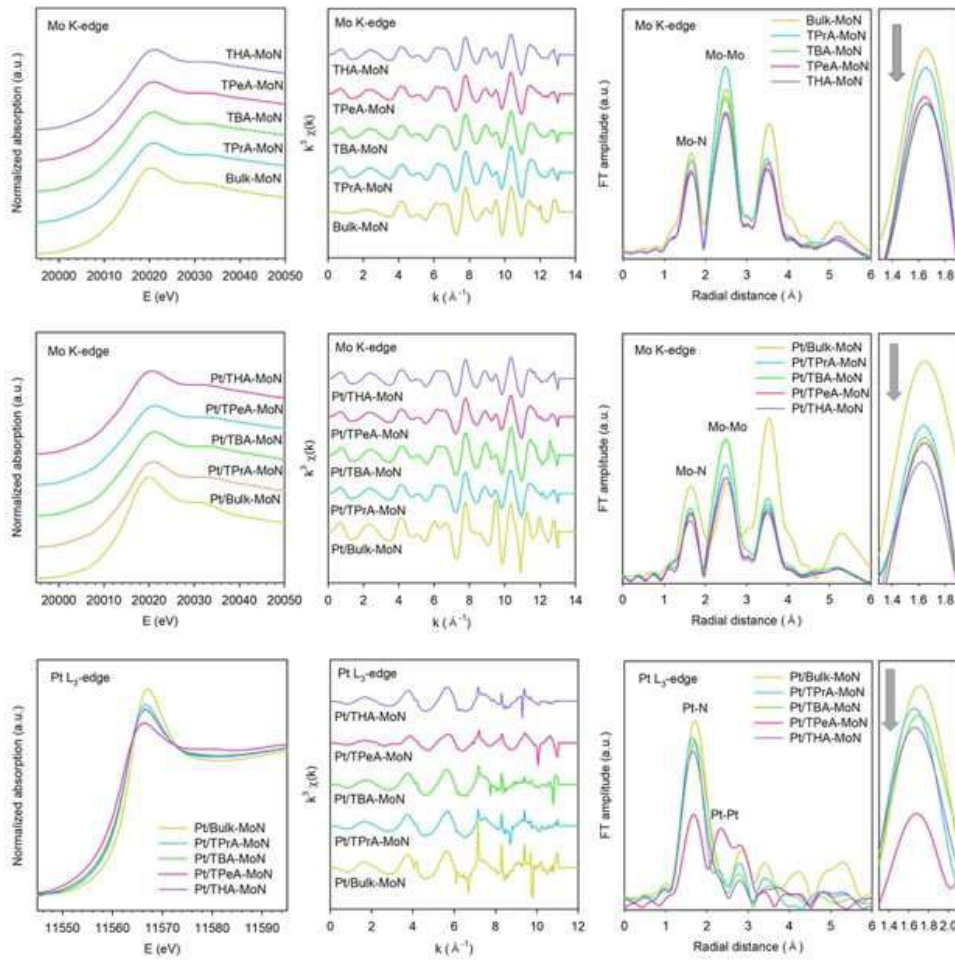 Mo K-edge
THA-MoN
TPeA-MoN
TBA-MoN
TPrA-MoN
Bulk-MoN
Normalized absorption (a.u.)
20000 20010 20020 20030 20040 20050
E (eV)
Mo K-edge
THA-MoN
TPeA-MoN
TBA-MoN
TPrA-MoN
Bulk-MoN
k³ χ(k)
0 2 4 6 8 10 12 14
k (Å⁻¹)
Mo K-edge
Bulk-MoN
TPrA-MoN
TBA-MoN
TPeA-MoN
THA-MoN
Mo-Mo
Mo-N
FT amplitude (a.u.)
0 1 2 3 4 5 6
Radial distance (Å)
1.4 1.6 1.8
Mo K-edge
Pt/THA-MoN
Pt/TPeA-MoN
Pt/TBA-MoN
Pt/TPrA-MoN
Pt/Bulk-MoN
Normalized absorption (a.u.)
20000 20010 20020 20030 20040 20050
E (eV)
Mo K-edge
Pt/THA-MoN
Pt/TPeA-MoN
Pt/TBA-MoN
Pt/TPrA-MoN
Pt/Bulk-MoN
k³ χ(k)
0 2 4 6 8 10 12 14
k (Å⁻¹)
Mo K-edge
Pt/Bulk-MoN
Pt/TPrA-MoN
Pt/TBA-MoN
Pt/TPeA-MoN
Pt/THA-MoN
Mo-Mo
Mo-N
FT amplitude (a.u.)
0 1 2 3 4 5 6
Radial distance (Å)
1.4 1.6 1.8
Pt L₃-edge
Pt/Bulk-MoN
Pt/TPrA-MoN
Pt/TBA-MoN
Pt/TPeA-MoN
Pt/THA-MoN
Normalized absorption (a.u.)
11550 11560 11570 11580 11590
E (eV)
Pt L₃-edge
Pt/THA-MoN
Pt/TPeA-MoN
Pt/TBA-MoN
Pt/TPrA-MoN
Pt/Bulk-MoN
k³ χ(k)
0 2 4 6 8 10 12
k (Å⁻¹)
Pt L₃-edge
Pt/Bulk-MoN
Pt/TPrA-MoN
Pt/TBA-MoN
Pt/TPeA-MoN
Pt/THA-MoN
Pt-N
Pt-Pt
FT amplitude (a.u.)
0 1 2 3 4 5 6
Radial distance (Å)
1.4 1.6 1.8 2.0